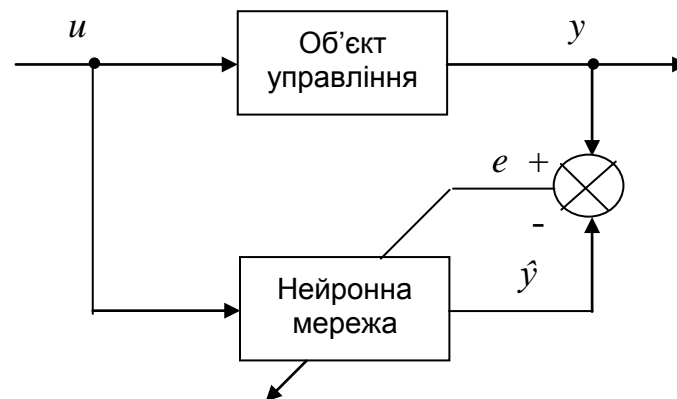 u
Об’єкт
управління
y
e +
-
Нейронна
мережа
ŷ